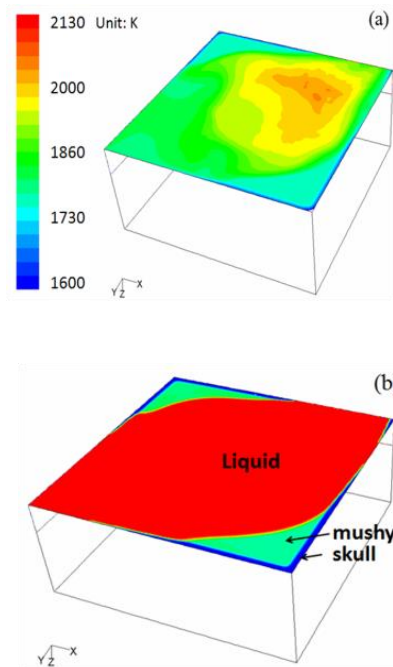 2130 Unit: K
(a)
2000
1860
1730
1600
Y Z X
(b)
Liquid
mushy
skull
Y Z X